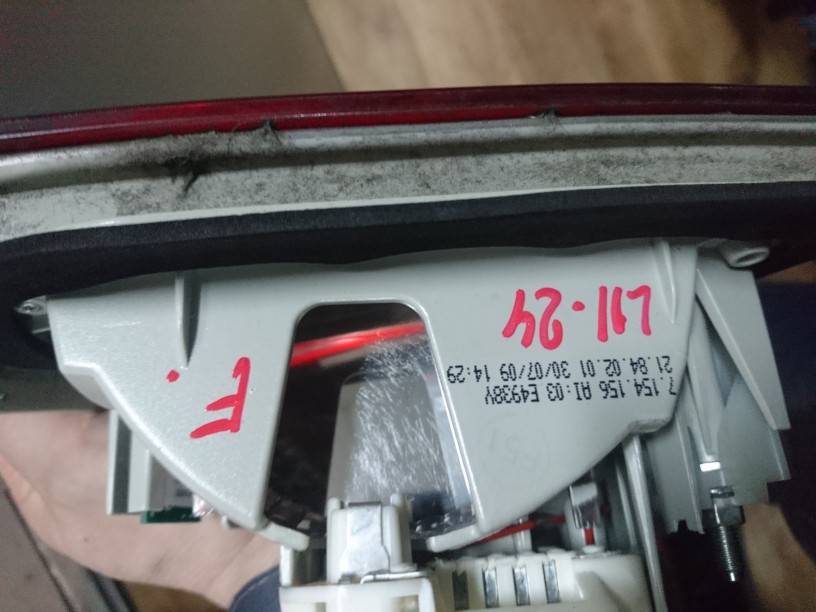 7.154.156 AI:03 E4938Y
21.84.02.01 30/07/09 14:29
L11-24
F.